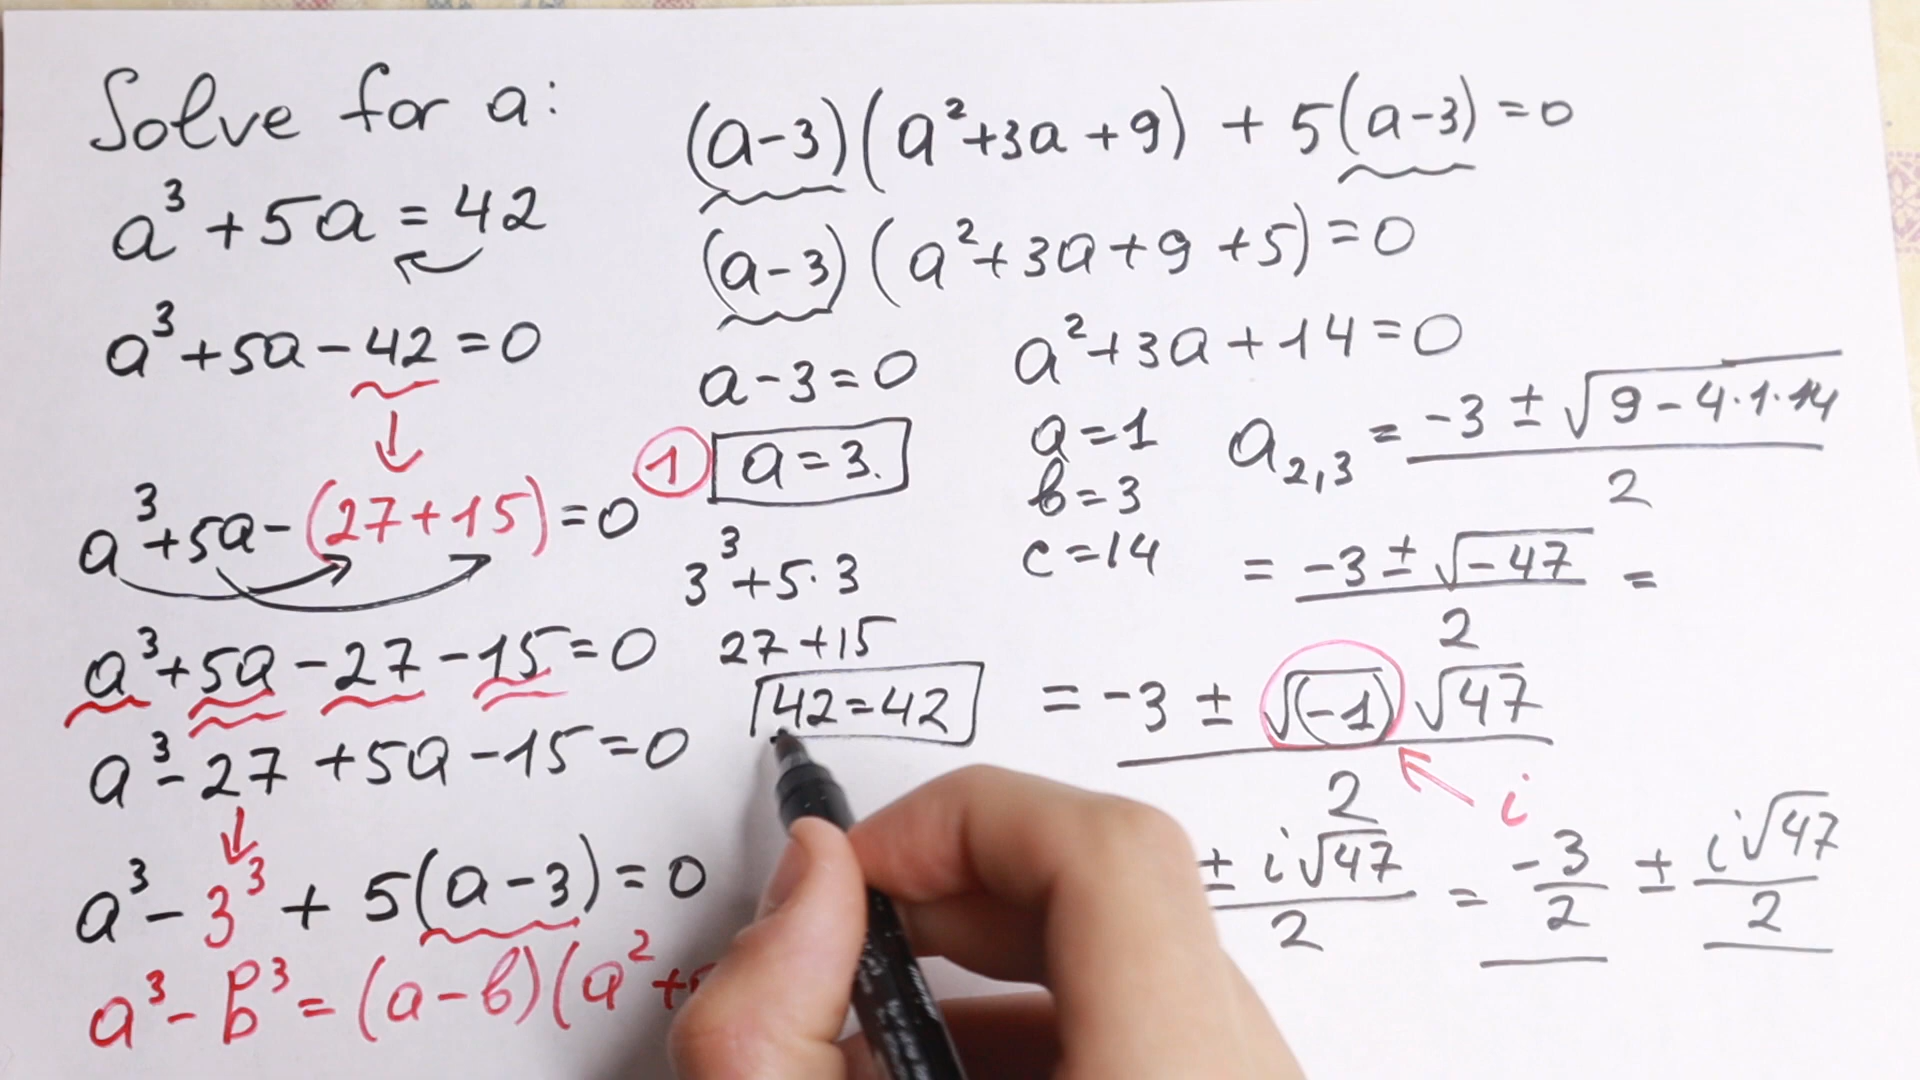 Solve for a:
a³ + 5a = 42
a³ + 5a - 42 = 0
a³ + 5a - (27 + 15) = 0
a³ + 5a - 27 - 15 = 0
a³ - 27 + 5a - 15 = 0
a³ - 3³ + 5(a - 3) = 0
a³ - b³ = (a - b)(a² +
(a - 3)(a² + 3a + 9) + 5(a - 3) = 0
(a - 3)(a² + 3a + 9 + 5) = 0
a - 3 = 0
① a = 3.
3³ + 5·3
27 + 15
42 = 42
a² + 3a + 14 = 0
a = 1
b = 3
c = 14
a₂,₃ = (-3 ± √(9 - 4·1·14))/2
= (-3 ± √(-47))/2 =
= (-3 ± √(-1) √47)/2
i
± i√47/2 = -3/2 ± i√47/2